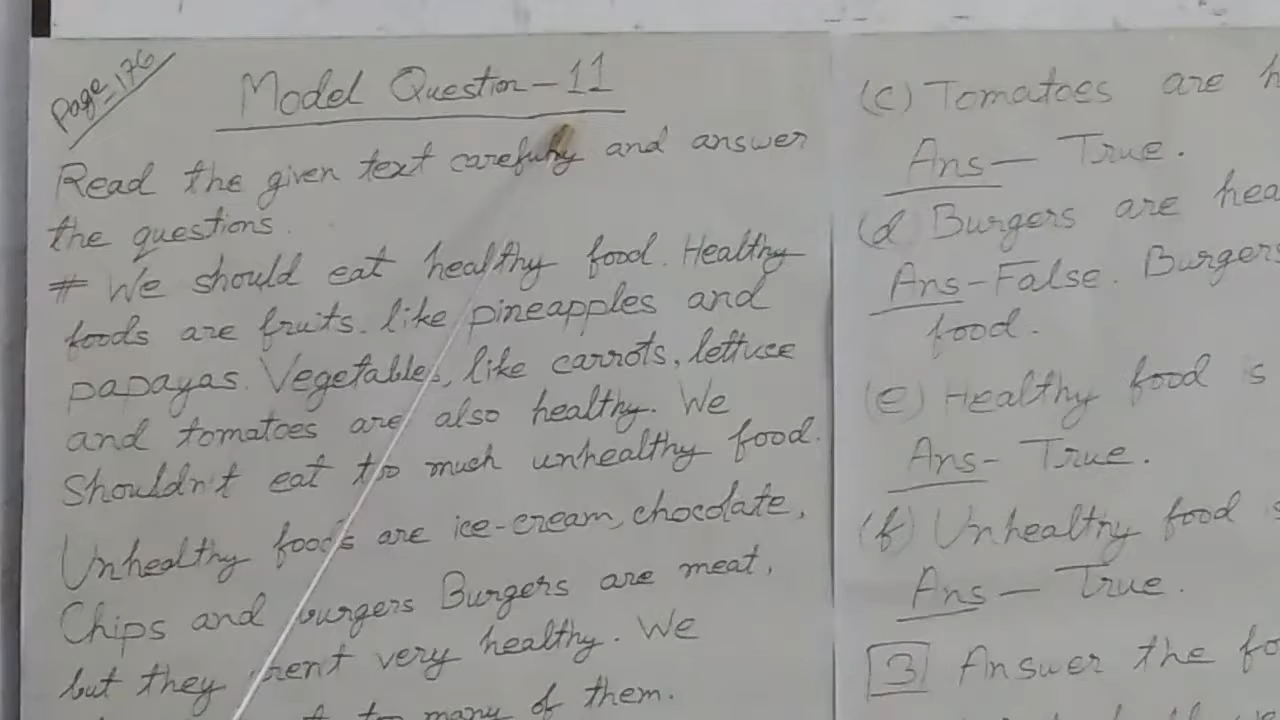 Page-176
Model Question-11
Read the given text carefully and answer
the questions.
# We should eat healthy food. Healthy
foods are fruits. like pineapples and
papayas. Vegetables, like carrots, lettuce
and tomatoes are also healthy. We
Shouldn't eat too much unhealthy food.
Unhealthy foods are ice-cream, chocolate,
Chips and burgers Burgers are meat,
but they aren't very healthy. We
many of them.
(c) Tomatoes are
Ans- True.
(d) Burgers are
Ans-False. Burgers
food.
(e) Healthy food is
Ans- True.
(f) Unhealthy food
Ans- True.
3 Answer the